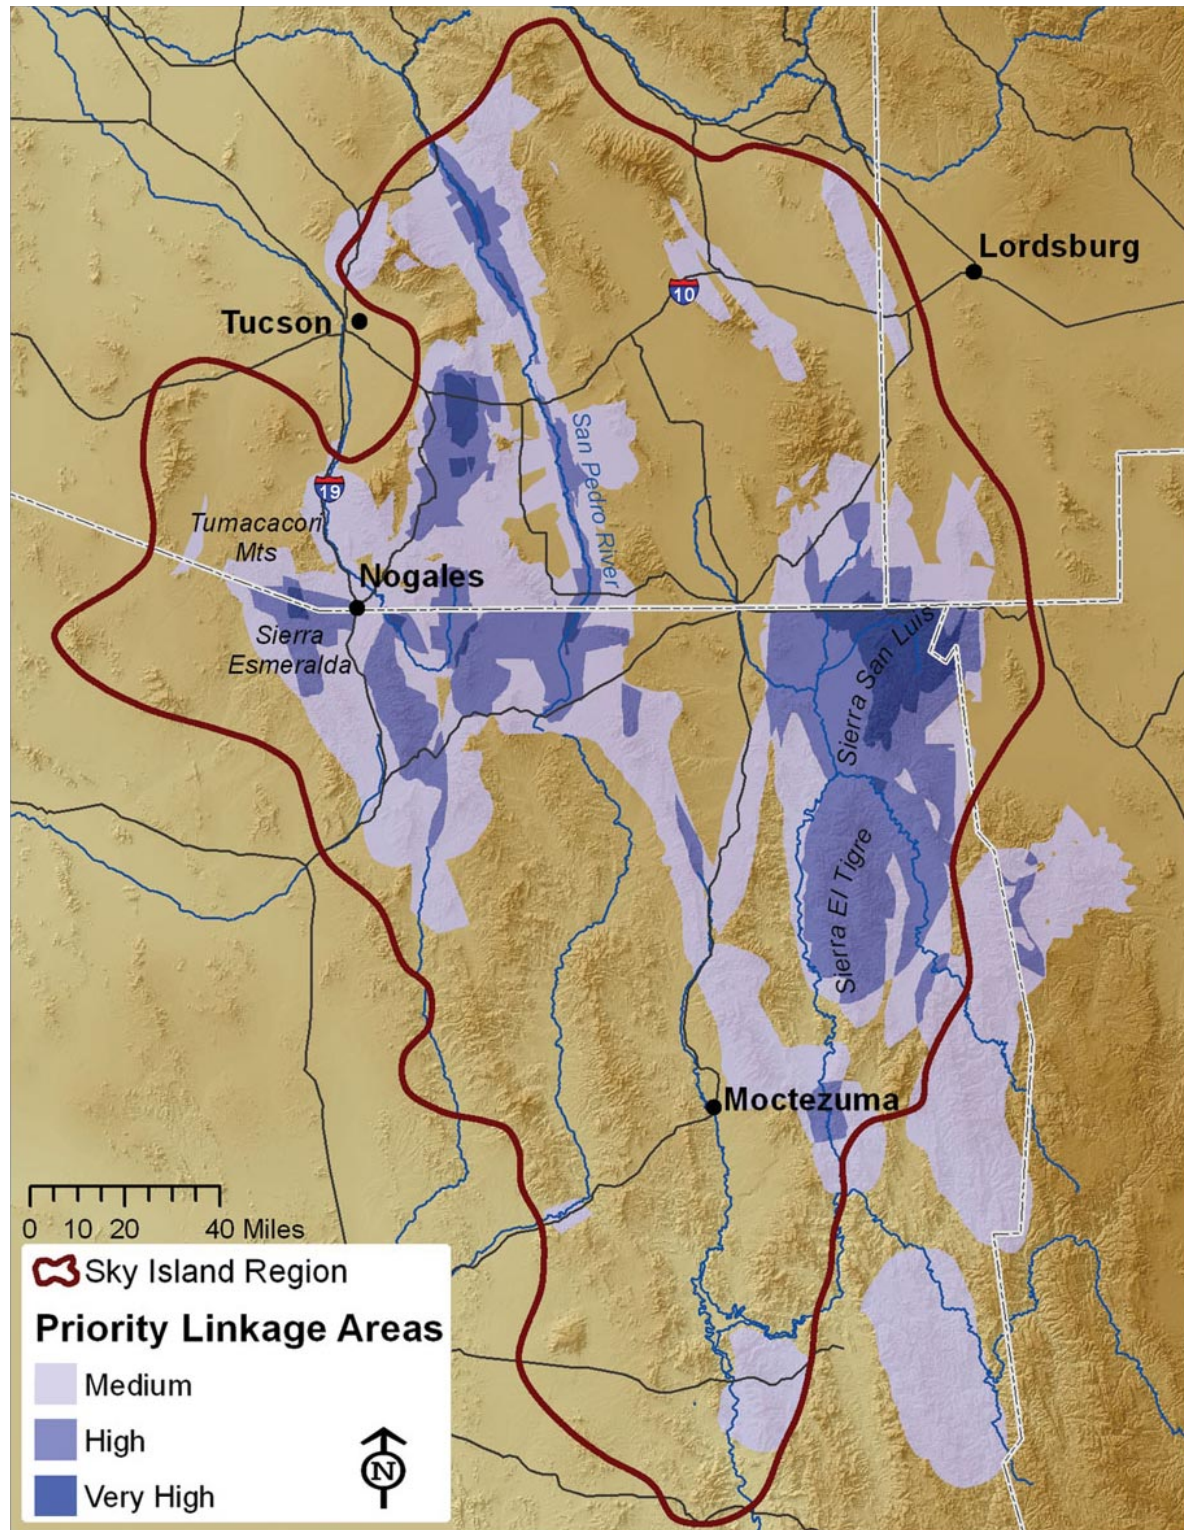 Lordsburg
10
Tucson
San Pedro River
19
Tumacacori
Mts
Nogales
Sierra
Esmeralda
Sierra San Luis
Sierra El Tigre
Moctezuma
0 10 20 40 Miles
Sky Island Region
Priority Linkage Areas
Medium
High
N
Very High